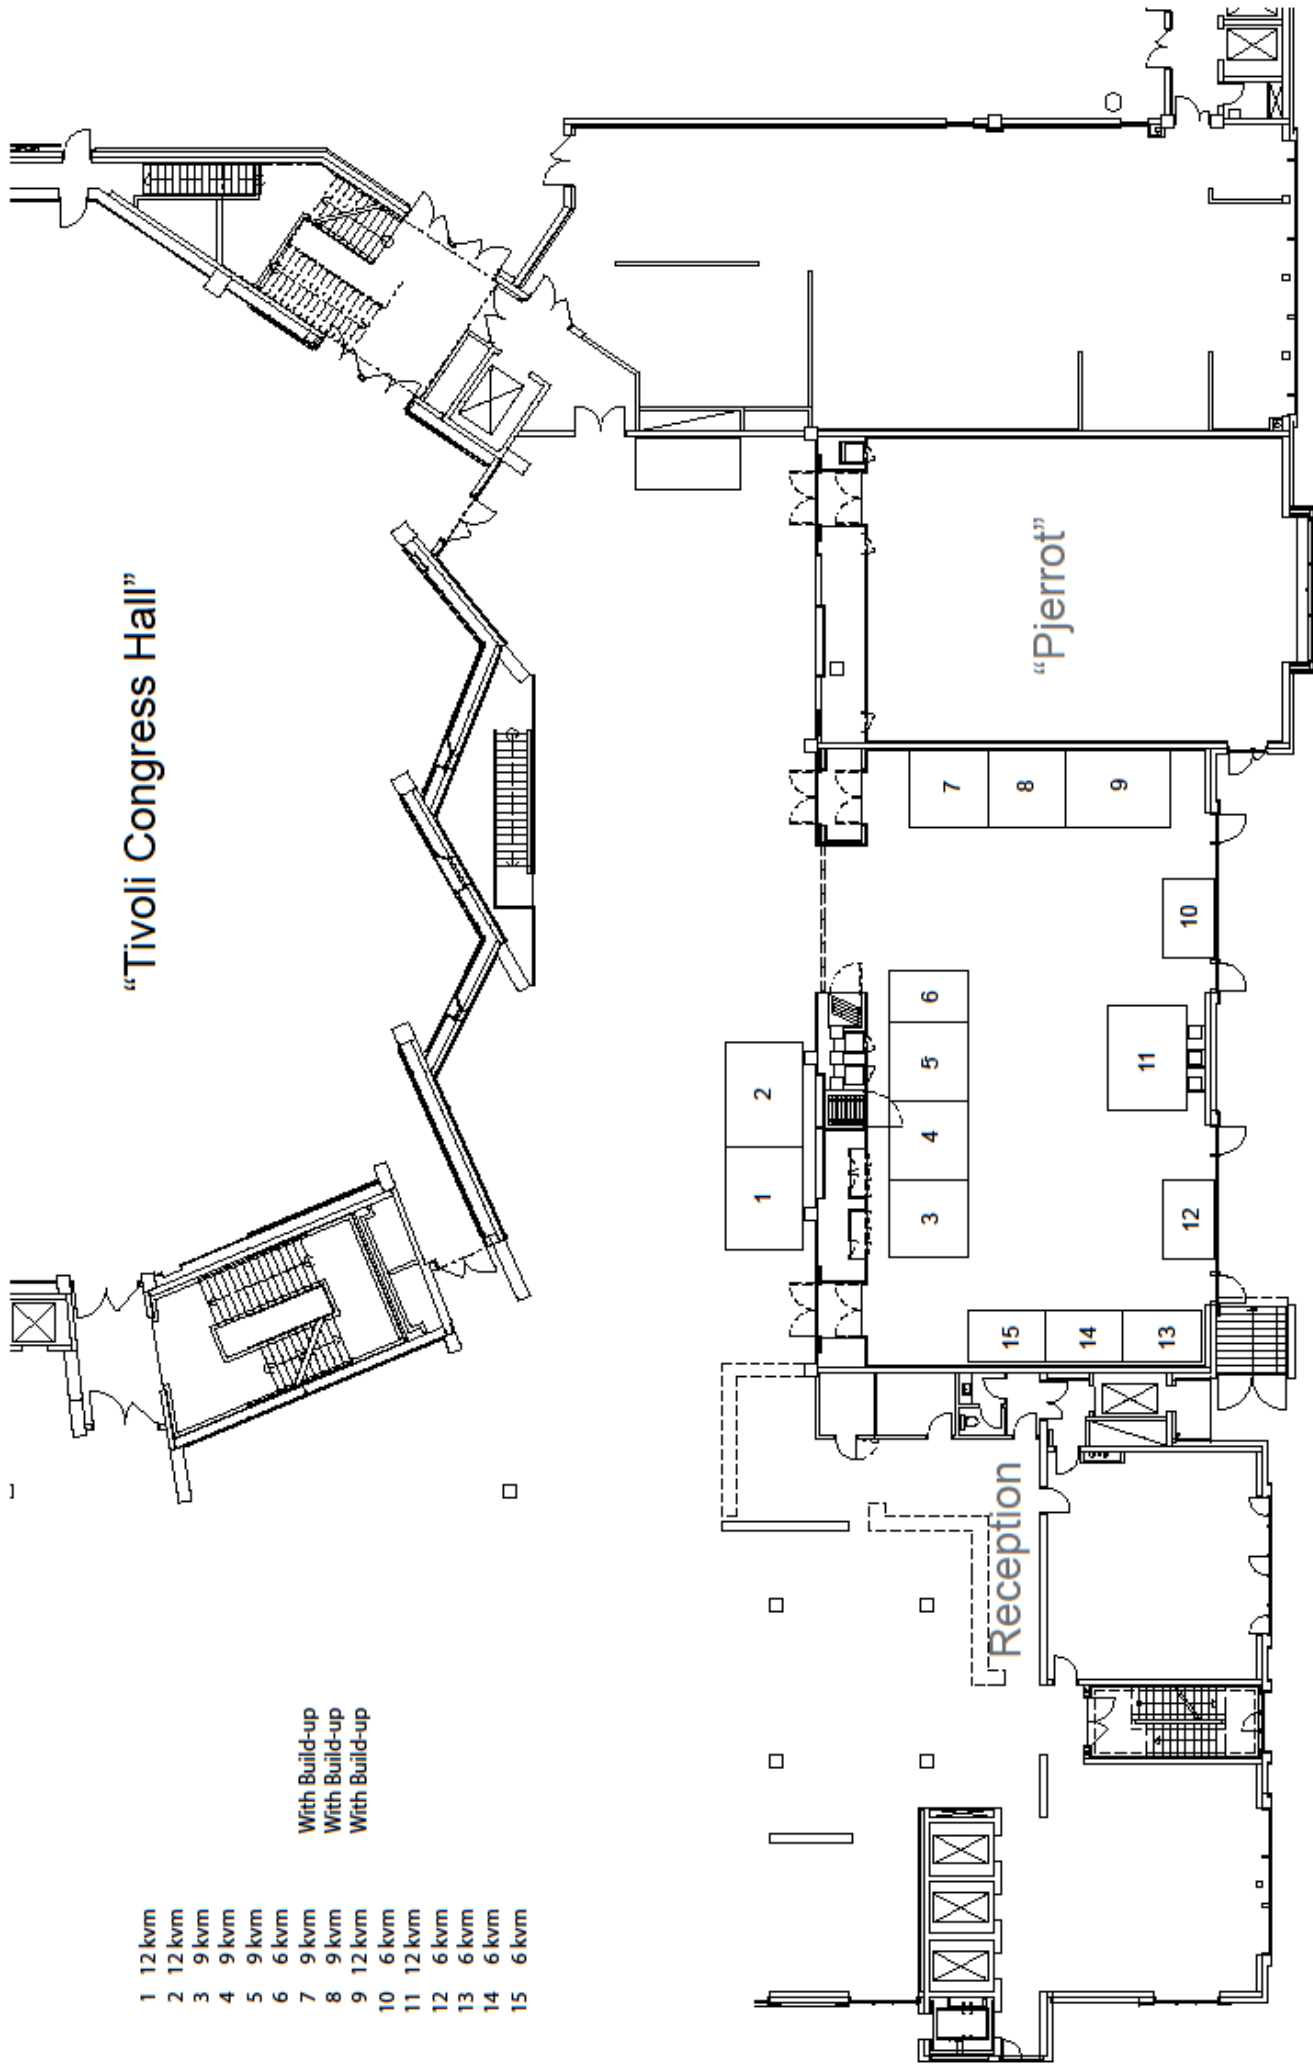 “Tivoli Congress Hall”
“Pjerrot”
Reception
1 12 kvm
2 12 kvm
3 9 kvm
4 9 kvm
5 9 kvm
6 6 kvm
7 9 kvm With Build-up
8 9 kvm With Build-up
9 12 kvm With Build-up
10 6 kvm
11 12 kvm
12 6 kvm
13 6 kvm
14 6 kvm
15 6 kvm
1
2
3
4
5
6
7
8
9
10
11
12
13
14
15